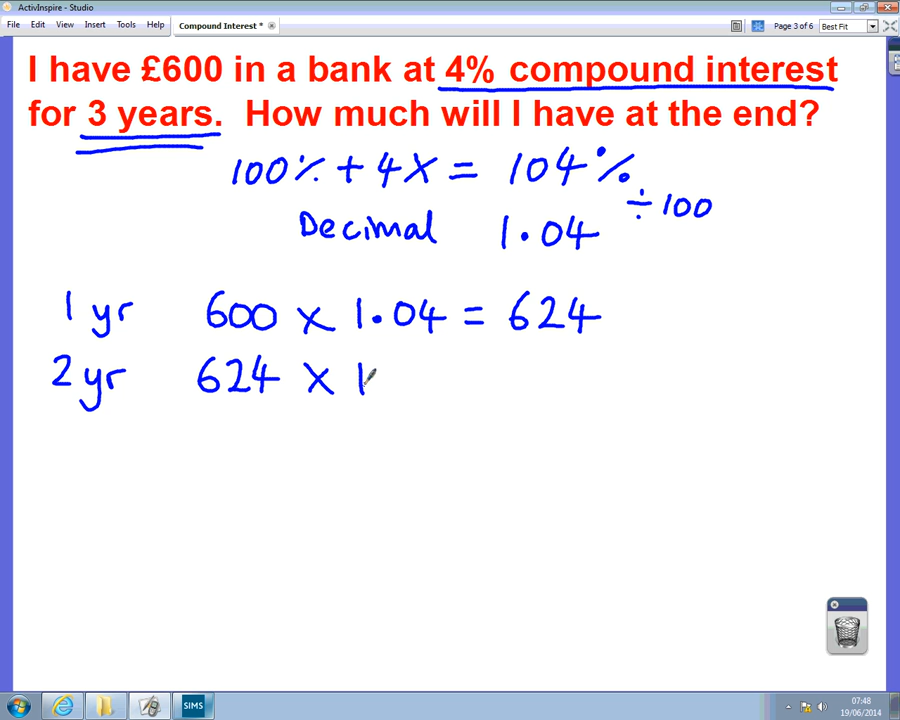 ActivInspire - Studio
File Edit View Insert Tools Help Compound Interest * Page 3 of 6 Best Fit
I have £600 in a bank at 4% compound interest
for 3 years. How much will I have at the end?
100% + 4% = 104%
÷100
Decimal 1.04
1 yr 600 x 1.04 = 624
2 yr 624 x 1
SIMS
07:48
19/06/2014